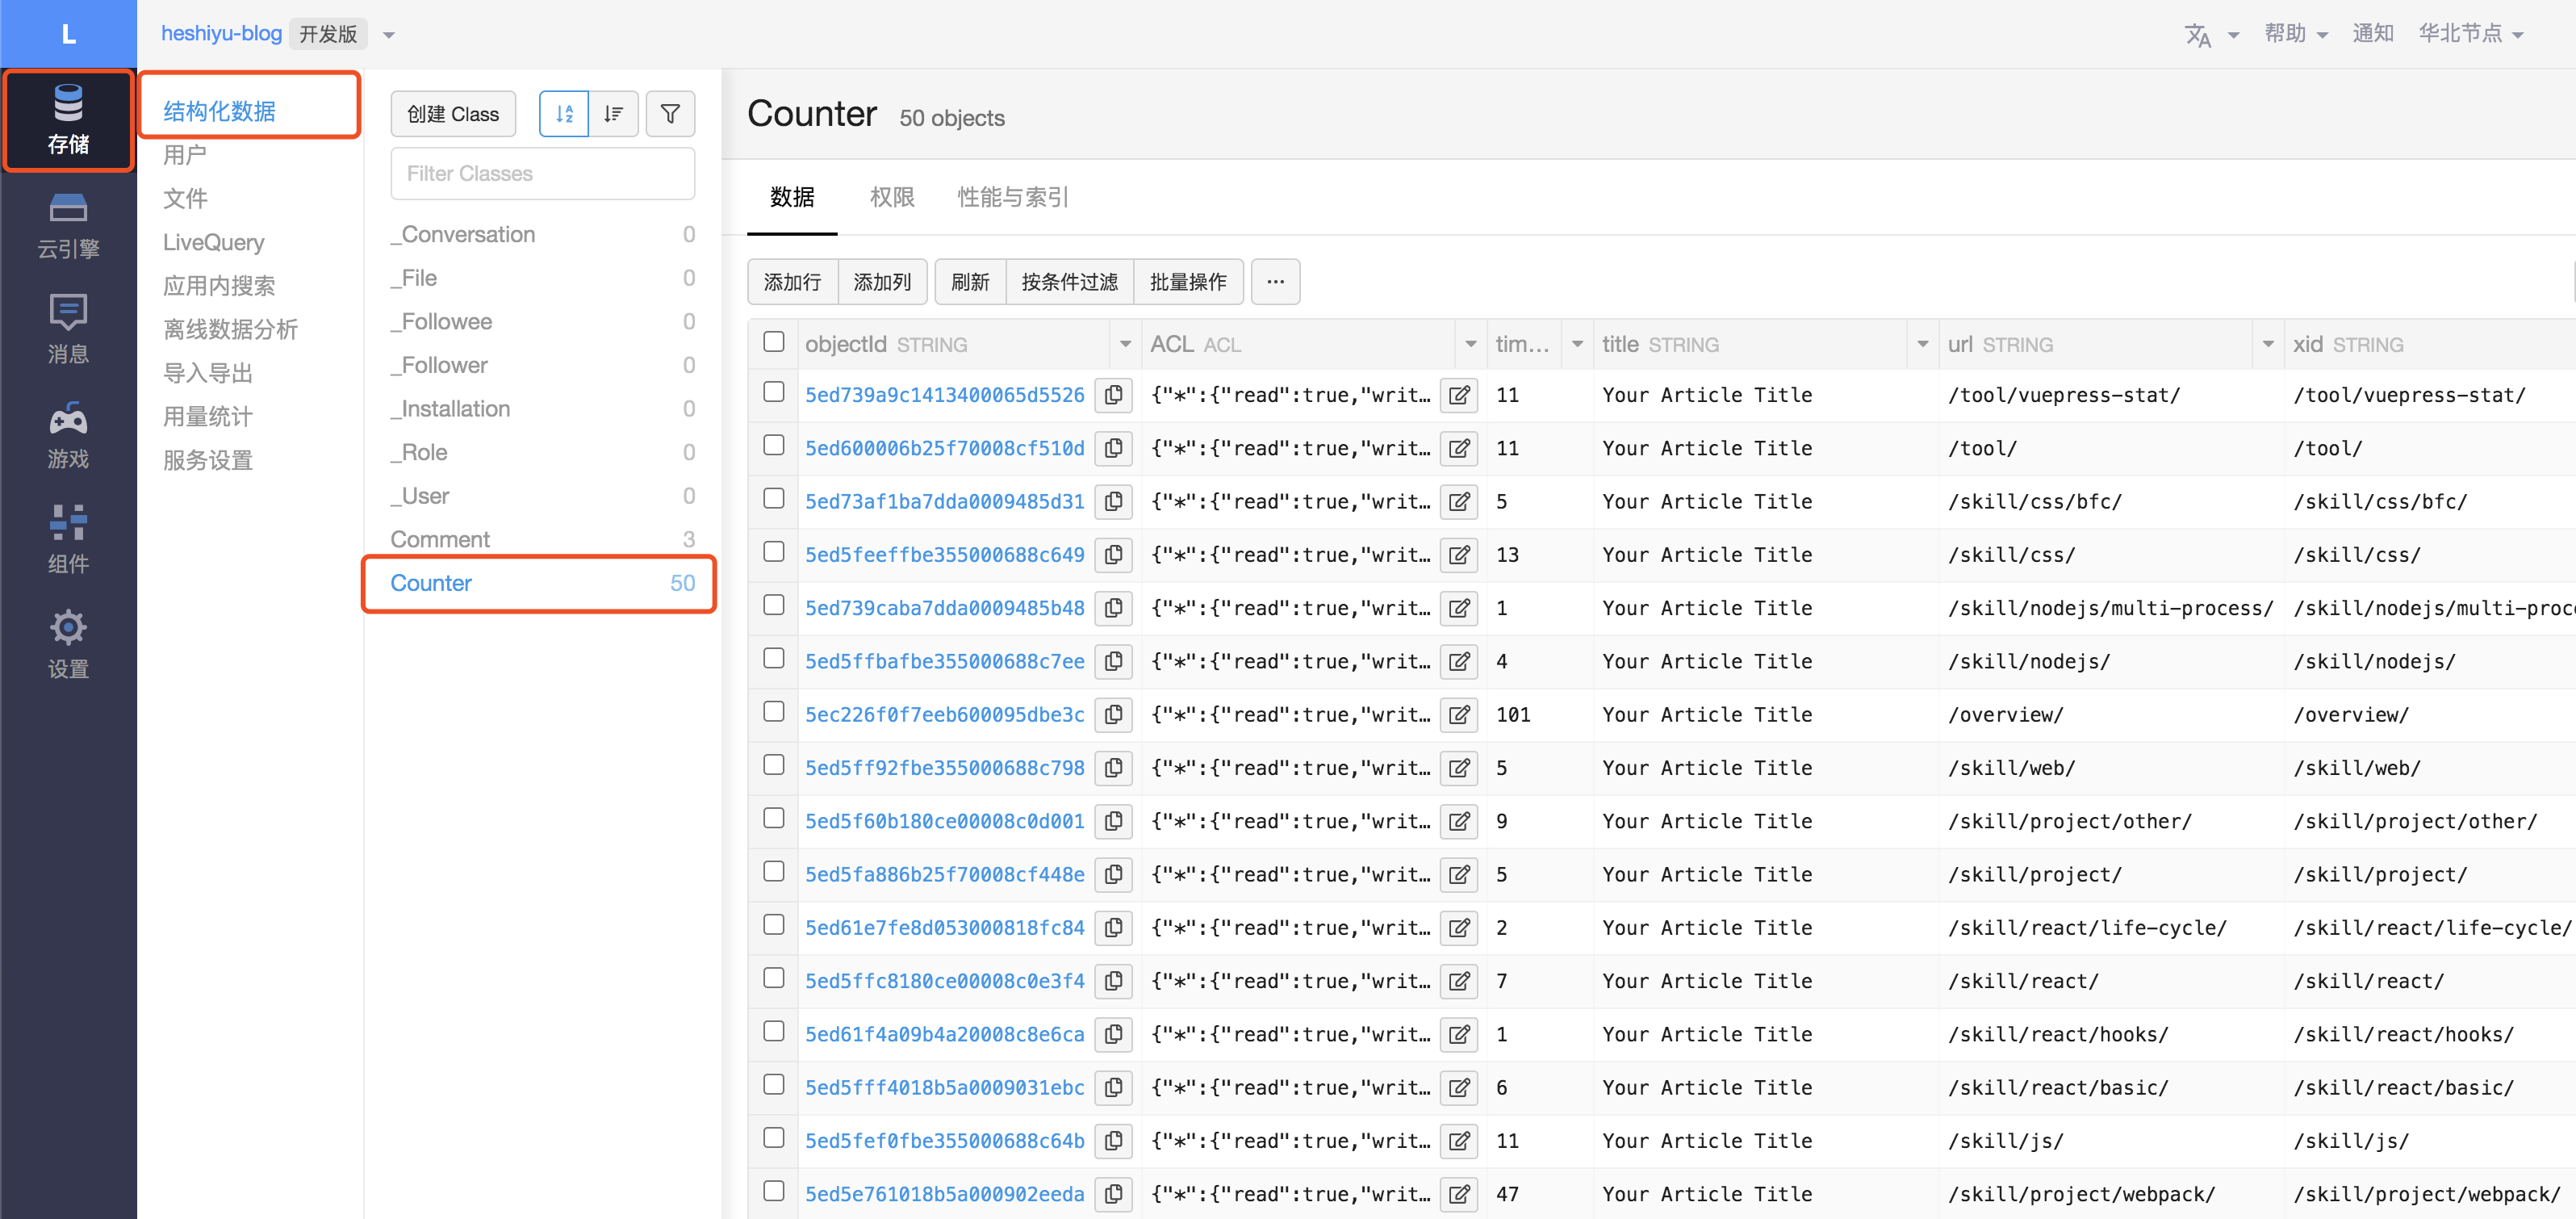 L
heshiyu-blog 开发版
帮助
通知
华北节点
存储
云引擎
消息
游戏
组件
设置
结构化数据
用户
文件
LiveQuery
应用内搜索
离线数据分析
导入导出
用量统计
服务设置
创建 Class
Filter Classes
_Conversation 0
_File 0
_Followee 0
_Follower 0
_Installation 0
_Role 0
_User 0
Comment 3
Counter 50
Counter 50 objects
数据 权限 性能与索引
添加行 添加列 刷新 按条件过滤 批量操作 ...
objectId STRING ACL ACL tim... title STRING url STRING xid STRING
5ed739a9c1413400065d5526 {"*":{"read":true,"writ... 11 Your Article Title /tool/vuepress-stat/ /tool/vuepress-stat/
5ed600006b25f70008cf510d {"*":{"read":true,"writ... 11 Your Article Title /tool/ /tool/
5ed73af1ba7dda0009485d31 {"*":{"read":true,"writ... 5 Your Article Title /skill/css/bfc/ /skill/css/bfc/
5ed5feeffbe355000688c649 {"*":{"read":true,"writ... 13 Your Article Title /skill/css/ /skill/css/
5ed739caba7dda0009485b48 {"*":{"read":true,"writ... 1 Your Article Title /skill/nodejs/multi-process/ /skill/nodejs/multi-proc
5ed5ffbafbe355000688c7ee {"*":{"read":true,"writ... 4 Your Article Title /skill/nodejs/ /skill/nodejs/
5ec226f0f7eeb600095dbe3c {"*":{"read":true,"writ... 101 Your Article Title /overview/ /overview/
5ed5ff92fbe355000688c798 {"*":{"read":true,"writ... 5 Your Article Title /skill/web/ /skill/web/
5ed5f60b180ce00008c0d001 {"*":{"read":true,"writ... 9 Your Article Title /skill/project/other/ /skill/project/other/
5ed5fa886b25f70008cf448e {"*":{"read":true,"writ... 5 Your Article Title /skill/project/ /skill/project/
5ed61e7fe8d053000818fc84 {"*":{"read":true,"writ... 2 Your Article Title /skill/react/life-cycle/ /skill/react/life-cycle/
5ed5ffc8180ce00008c0e3f4 {"*":{"read":true,"writ... 7 Your Article Title /skill/react/ /skill/react/
5ed61f4a09b4a20008c8e6ca {"*":{"read":true,"writ... 1 Your Article Title /skill/react/hooks/ /skill/react/hooks/
5ed5fff4018b5a0009031ebc {"*":{"read":true,"writ... 6 Your Article Title /skill/react/basic/ /skill/react/basic/
5ed5fef0fbe355000688c64b {"*":{"read":true,"writ... 11 Your Article Title /skill/js/ /skill/js/
5ed5e761018b5a000902eeda {"*":{"read":true,"writ... 47 Your Article Title /skill/project/webpack/ /skill/project/webpack/